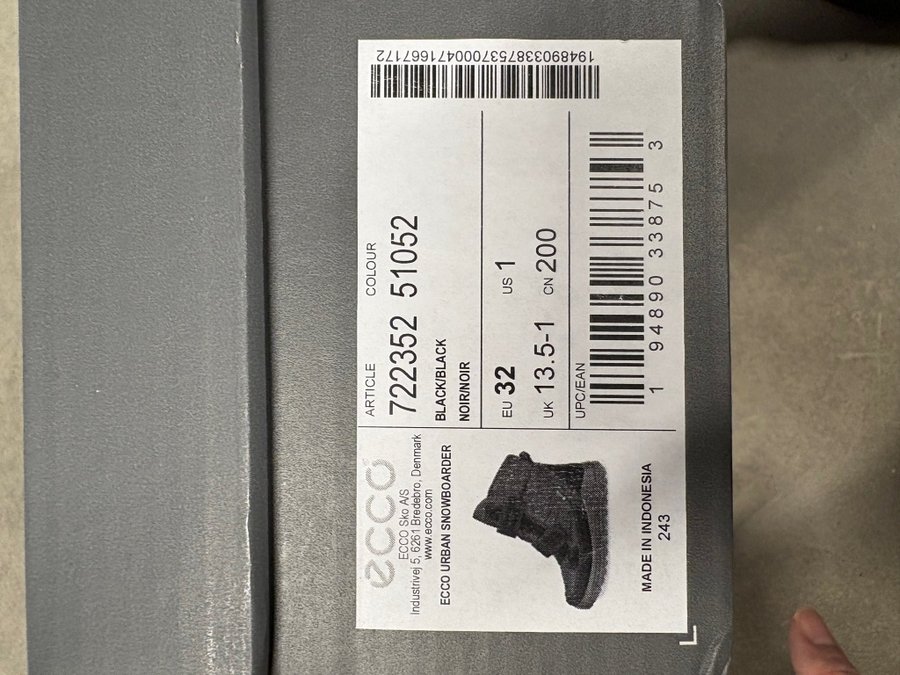 ecco
ECCO Sko A/S
Industrivej 5, 6261 Bredebro, Denmark
www.ecco.com
ECCO URBAN SNOWBOARDER
MADE IN INDONESIA
243
ARTICLE COLOUR
722352 51052
BLACK/BLACK
NOIR/NOIR
EU 32 US 1
UK 13.5-1 CN 200
UPC/EAN
1 94890 33875 3
1948903387537000471667172